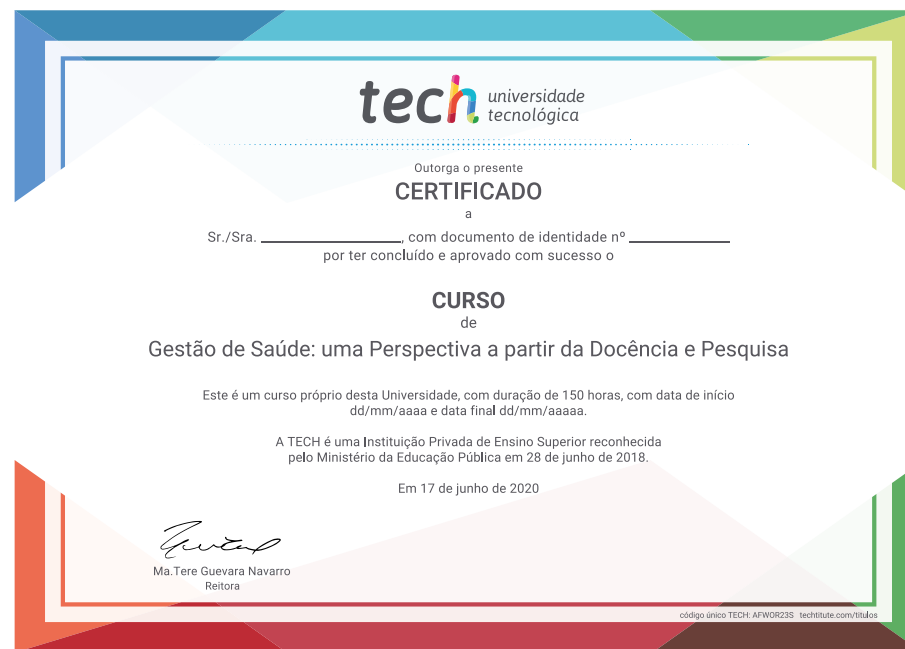 tech universidade
tecnológica
Outorga o presente
CERTIFICADO
a
Sr./Sra. ____________________, com documento de identidade nº ______________
por ter concluído e aprovado com sucesso o
CURSO
de
Gestão de Saúde: uma Perspectiva a partir da Docência e Pesquisa
Este é um curso próprio desta Universidade, com duração de 150 horas, com data de início
dd/mm/aaaa e data final dd/mm/aaaaa.
A TECH é uma Instituição Privada de Ensino Superior reconhecida
pelo Ministério da Educação Pública em 28 de junho de 2018.
Em 17 de junho de 2020
Ma.Tere Guevara Navarro
Reitora
código único TECH: AFWOR23S techtitute.com/titulos